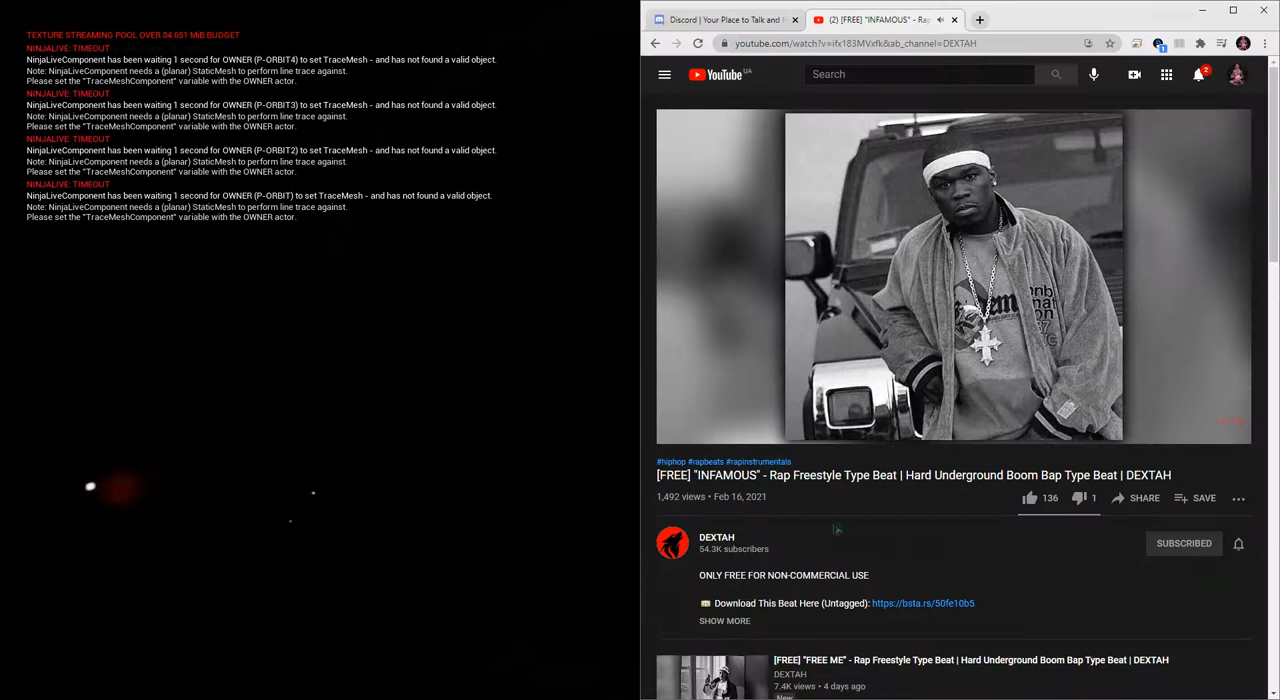 TEXTURE STREAMING POOL OVER 84.651 MiB BUDGET
NINJALIVE: TIMEOUT
NinjaLiveComponent has been waiting 1 second for OWNER (P-ORBIT4) to set TraceMesh - and has not found a valid object.
Note: NinjaLiveComponent needs a (planar) StaticMesh to perform line trace against.
Please set the "TraceMeshComponent" variable with the OWNER actor.
NINJALIVE: TIMEOUT
NinjaLiveComponent has been waiting 1 second for OWNER (P-ORBIT3) to set TraceMesh - and has not found a valid object.
Note: NinjaLiveComponent needs a (planar) StaticMesh to perform line trace against.
Please set the "TraceMeshComponent" variable with the OWNER actor.
NINJALIVE: TIMEOUT
NinjaLiveComponent has been waiting 1 second for OWNER (P-ORBIT2) to set TraceMesh - and has not found a valid object.
Note: NinjaLiveComponent needs a (planar) StaticMesh to perform line trace against.
Please set the "TraceMeshComponent" variable with the OWNER actor.
NINJALIVE: TIMEOUT
NinjaLiveComponent has been waiting 1 second for OWNER (P-ORBIT) to set TraceMesh - and has not found a valid object.
Note: NinjaLiveComponent needs a (planar) StaticMesh to perform line trace against.
Please set the "TraceMeshComponent" variable with the OWNER actor.
Discord | Your Place to Talk and
(2) [FREE] "INFAMOUS" - Rap
youtube.com/watch?v=ifx183MVxfk&ab_channel=DEXTAH
YouTube UA
Search
2
#hiphop #rapbeats #rapinstrumentals
[FREE] "INFAMOUS" - Rap Freestyle Type Beat | Hard Underground Boom Bap Type Beat | DEXTAH
1,492 views • Feb 16, 2021
136
1
SHARE
SAVE
DEXTAH
54.3K subscribers
SUBSCRIBED
ONLY FREE FOR NON-COMMERCIAL USE
Download This Beat Here (Untagged): https://bsta.rs/50fe10b5
SHOW MORE
[FREE] "FREE ME" - Rap Freestyle Type Beat | Hard Underground Boom Bap Type Beat | DEXTAH
DEXTAH
7.4K views • 4 days ago
New